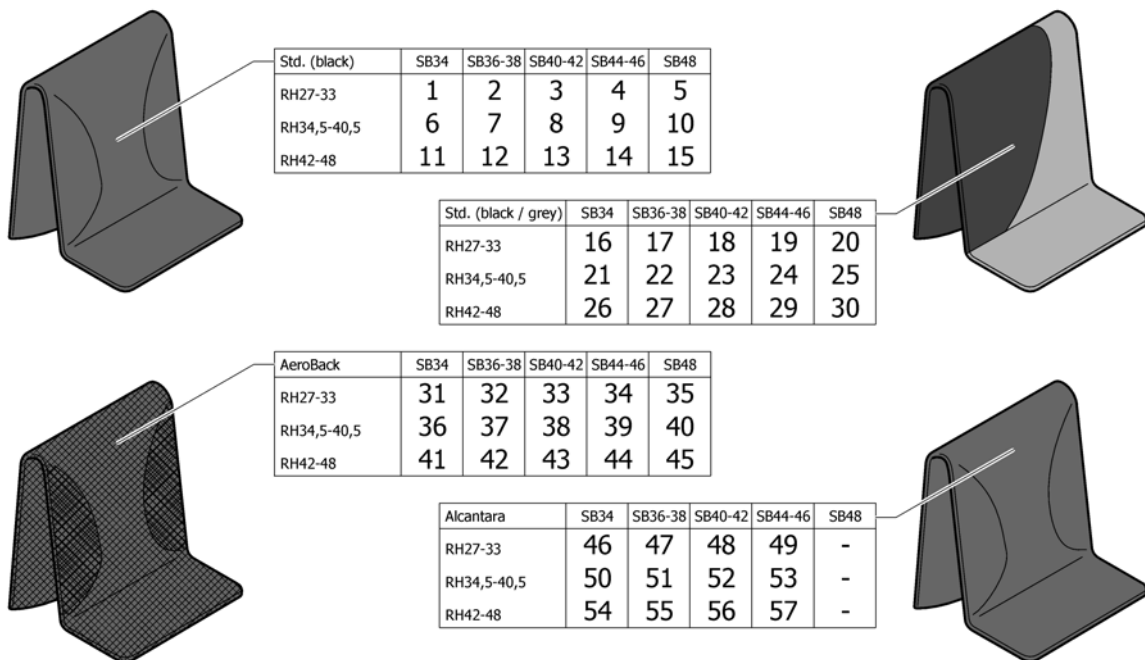 Std. (black) SB34 SB36-38 SB40-42 SB44-46 SB48
RH27-33 1 2 3 4 5
RH34,5-40,5 6 7 8 9 10
RH42-48 11 12 13 14 15
Std. (black / grey) SB34 SB36-38 SB40-42 SB44-46 SB48
RH27-33 16 17 18 19 20
RH34,5-40,5 21 22 23 24 25
RH42-48 26 27 28 29 30
AeroBack SB34 SB36-38 SB40-42 SB44-46 SB48
RH27-33 31 32 33 34 35
RH34,5-40,5 36 37 38 39 40
RH42-48 41 42 43 44 45
Alcantara SB34 SB36-38 SB40-42 SB44-46 SB48
RH27-33 46 47 48 49 -
RH34,5-40,5 50 51 52 53 -
RH42-48 54 55 56 57 -